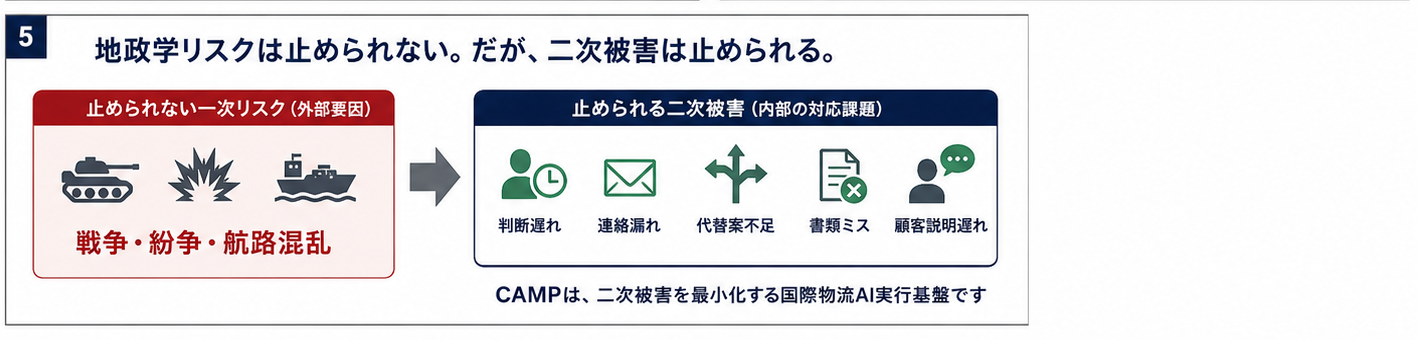 5
地政学リスクは止められない。だが、二次被害は止められる。
止められない一次リスク（外部要因）
戦争・紛争・航路混乱
止められる二次被害（内部の対応課題）
判断遅れ
連絡漏れ
代替案不足
書類ミス
顧客説明遅れ
CAMPは、二次被害を最小化する国際物流AI実行基盤です